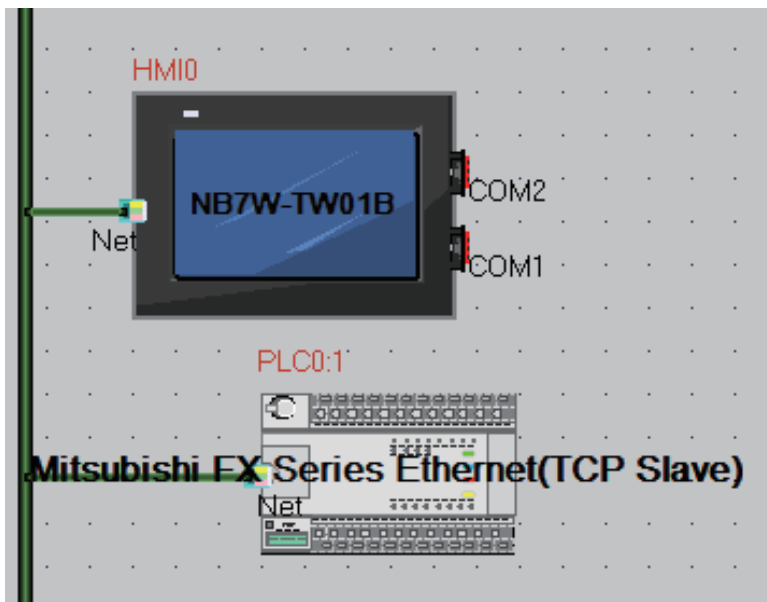 HMI0
NB7W-TW01B
COM2
Net
COM1
PLC0:1
Mitsubishi FX Series Ethernet(TCP Slave)
Net